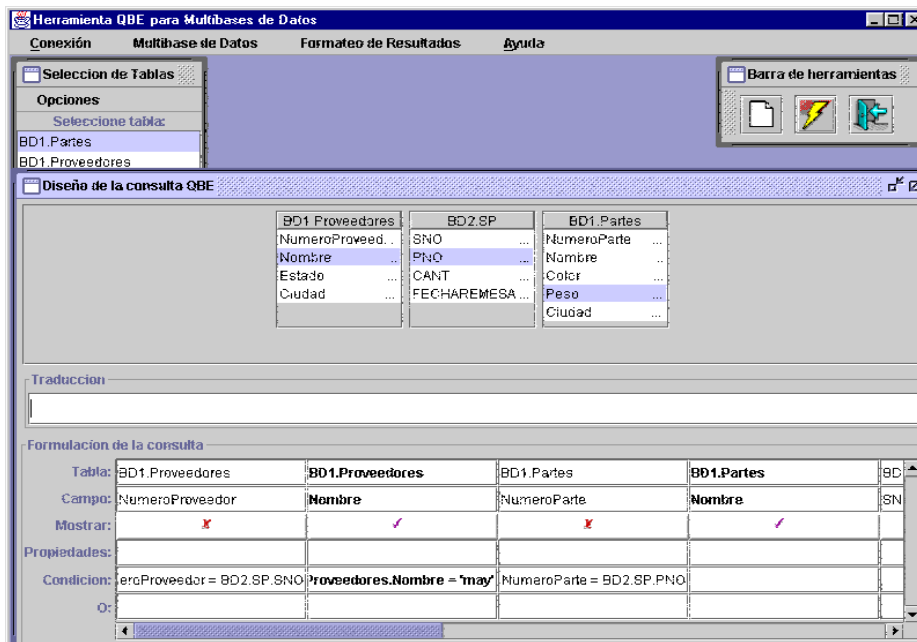 Herramienta QBE para Multibases de Datos
Conexión Multibase de Datos Formateo de Resultados Ayuda
Seleccion de Tablas
Opciones
Seleccione tabla:
BD1.Partes
BD1.Proveedores
Barra de herramientas
Diseño de la consulta QBE
BD1 Proveedores BD2.SP BD1.Partes
NumeroProveed... SNO ... NumeroParte ...
Nombre ... PNO ... Nombre ...
Estado ... CANT ... Color ...
Ciudad ... FECHAREMESA ... Peso ...
Ciudad ...
Traduccion
Formulacion de la consulta
Tabla: BD1.Proveedores BD1.Proveedores BD1.Partes BD1.Partes BD
Campo: NumeroProveedor Nombre NumeroParte Nombre SN
Mostrar: ✗ ✓ ✗ ✓
Propiedades:
Condicion: eroProveedor = BD2.SP.SNO Proveedores.Nombre = 'may' NumeroParte = BD2.SP.PNO
O: